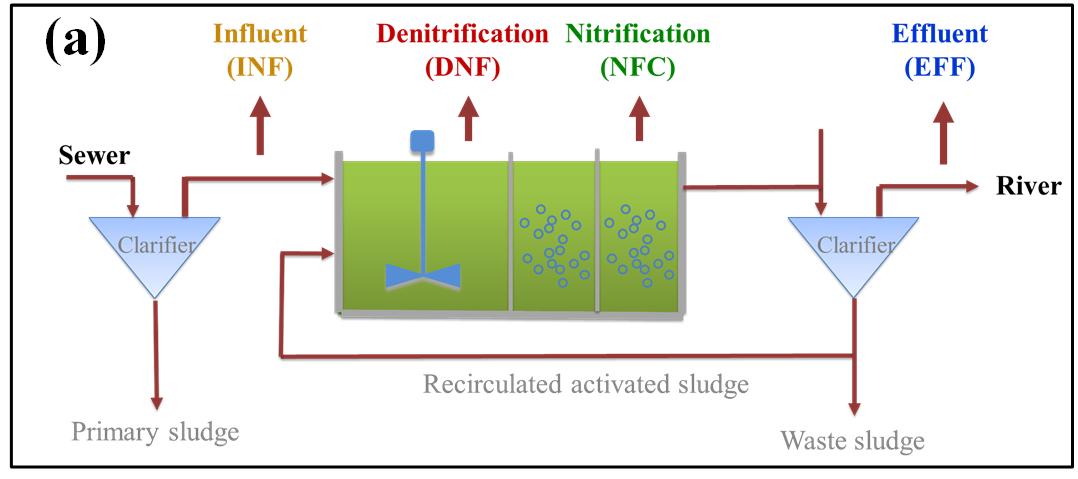 (a)
Influent
(INF)
Denitrification
(DNF)
Nitrification
(NFC)
Effluent
(EFF)
Sewer
River
Clarifier
Clarifier
Recirculated activated sludge
Primary sludge
Waste sludge